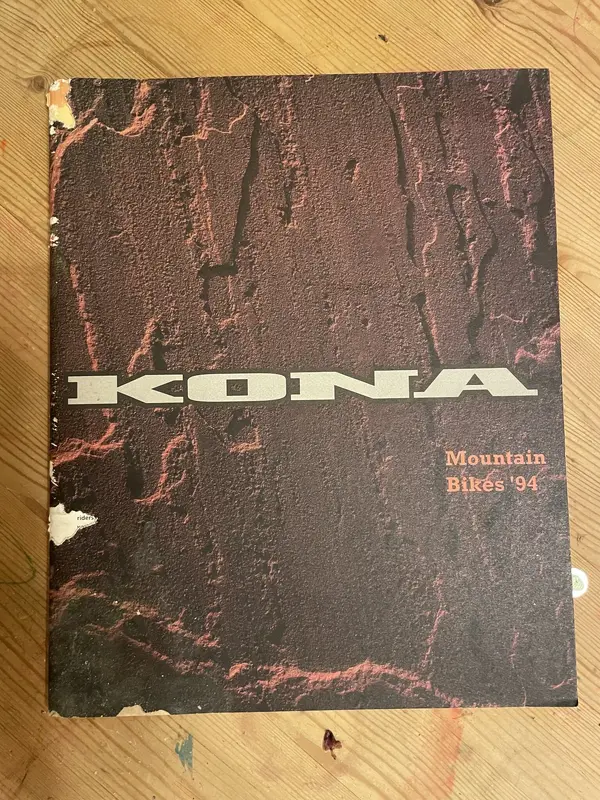 KONA
Mountain
Bikes '94
riders